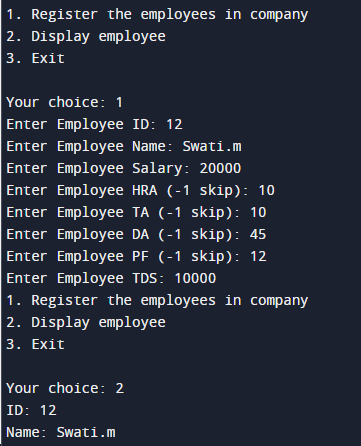 1. Register the employees in company
2. Display employee
3. Exit
Your choice: 1
Enter Employee ID: 12
Enter Employee Name: Swati.m
Enter Employee Salary: 20000
Enter Employee HRA (-1 skip): 10
Enter Employee TA (-1 skip): 10
Enter Employee DA (-1 skip): 45
Enter Employee PF (-1 skip): 12
Enter Employee TDS: 10000
1. Register the employees in company
2. Display employee
3. Exit
Your choice: 2
ID: 12
Name: Swati.m